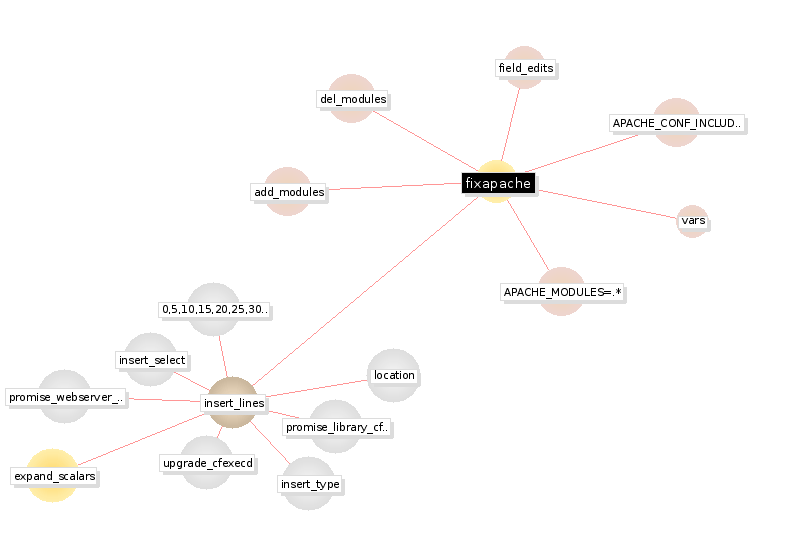 field_edits
del_modules
APACHE_CONF_INCLUD..
fixapache
add_modules
vars
APACHE_MODULES=.*
0,5,10,15,20,25,30..
insert_select
location
promise_webserver_..
insert_lines
promise_library_cf..
upgrade_cfexecd
expand_scalars
insert_type